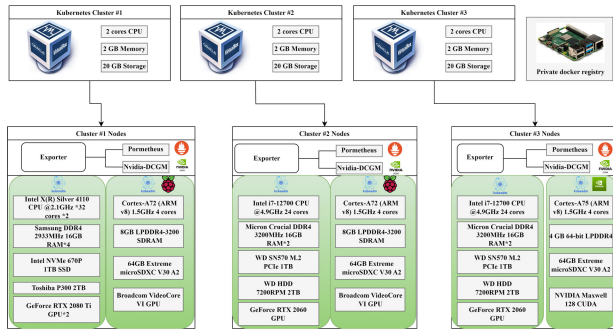 Kubernetes Cluster #1
2 cores CPU
2 GB Memory
20 GB Storage
Kubernetes Cluster #2
2 cores CPU
2 GB Memory
20 GB Storage
Kubernetes Cluster #3
2 cores CPU
2 GB Memory
20 GB Storage
Private docker registry
Cluster #1 Nodes
Exporter
Pormetheus
Nvidia-DCGM
Intel X(R) Silver 4110
CPU @2.1GHz *32
cores *2
Samsung DDR4
2933MHz 16GB
RAM*4
Intel NVMe 670P
1TB SSD
Toshiba P300 2TB
GeForce RTX 2080 Ti
GPU*2
Cortex-A72 (ARM
v8) 1.5GHz 4 cores
8GB LPDDR4-3200
SDRAM
64GB Extreme
microSDXC V30 A2
Broadcom VideoCore
VI GPU
Cluster #2 Nodes
Exporter
Pormetheus
Nvidia-DCGM
Intel i7-12700 CPU
@4.9GHz 24 cores
Micron Crucial DDR4
3200MHz 16GB
RAM*2
WD SN570 M.2
PCIe 1TB
WD HDD
7200RPM 2TB
GeForce RTX 2060
GPU
Cortex-A72 (ARM
v8) 1.5GHz 4 cores
8GB LPDDR4-3200
SDRAM
64GB Extreme
microSDXC V30 A2
Broadcom VideoCore
VI GPU
Cluster #3 Nodes
Exporter
Pormetheus
Nvidia-DCGM
Intel i7-12700 CPU
@4.9GHz 24 cores
Micron Crucial DDR4
3200MHz 16GB
RAM*2
WD SN570 M.2
PCIe 1TB
WD HDD
7200RPM 2TB
GeForce RTX 2060
GPU
Cortex-A75 (ARM
v8) 1.5GHz 4 cores
4 GB 64-bit LPDDR4
64GB Extreme
microSDXC V30 A2
NVIDIA Maxwell
128 CUDA